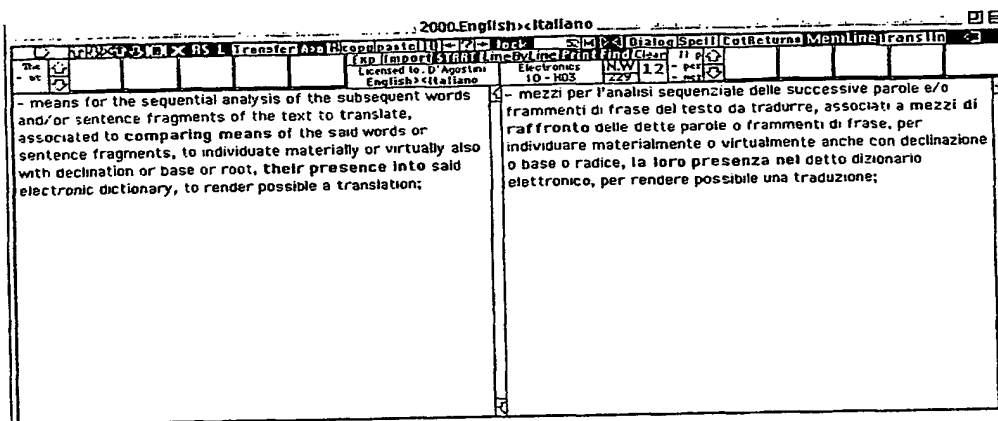 2000.English><Italiano
Transfer
copy paste
lock
Dialog Spell CutReturns MemLine TransIn
Exp Import START LineByLine Print Find Clear
Licensed to. D'Agostini
English><Italiano
Electronics
10 - H03
N.W
229
12
- means for the sequential analysis of the subsequent words
and/or sentence fragments of the text to translate,
associated to comparing means of the said words or
sentence fragments, to individuate materially or virtually also
with declination or base or root, their presence into said
electronic dictionary, to render possible a translation;
- mezzi per l'analisi sequenziale delle successive parole e/o
frammenti di frase del testo da tradurre, associati a mezzi di
raffronto delle dette parole o frammenti di frase, per
individuare materialmente o virtualmente anche con declinazione
o base o radice, la loro presenza nel detto dizionario
elettronico, per rendere possibile una traduzione;